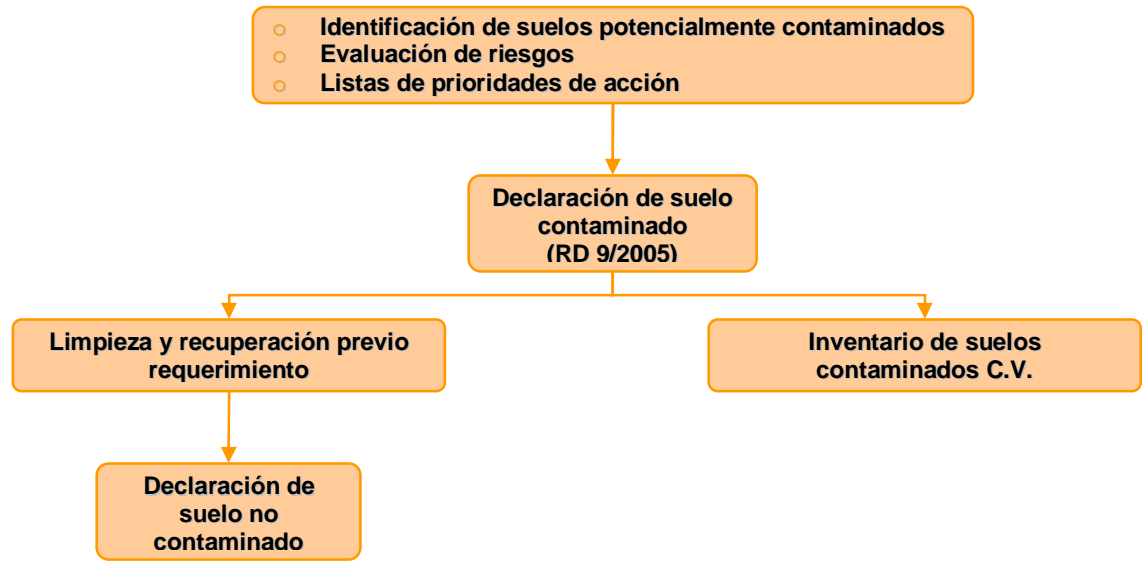 Identificación de suelos potencialmente contaminados
Evaluación de riesgos
Listas de prioridades de acción
Declaración de suelo
contaminado
(RD 9/2005)
Limpieza y recuperación previo
requerimiento
Inventario de suelos
contaminados C.V.
Declaración de
suelo no
contaminado